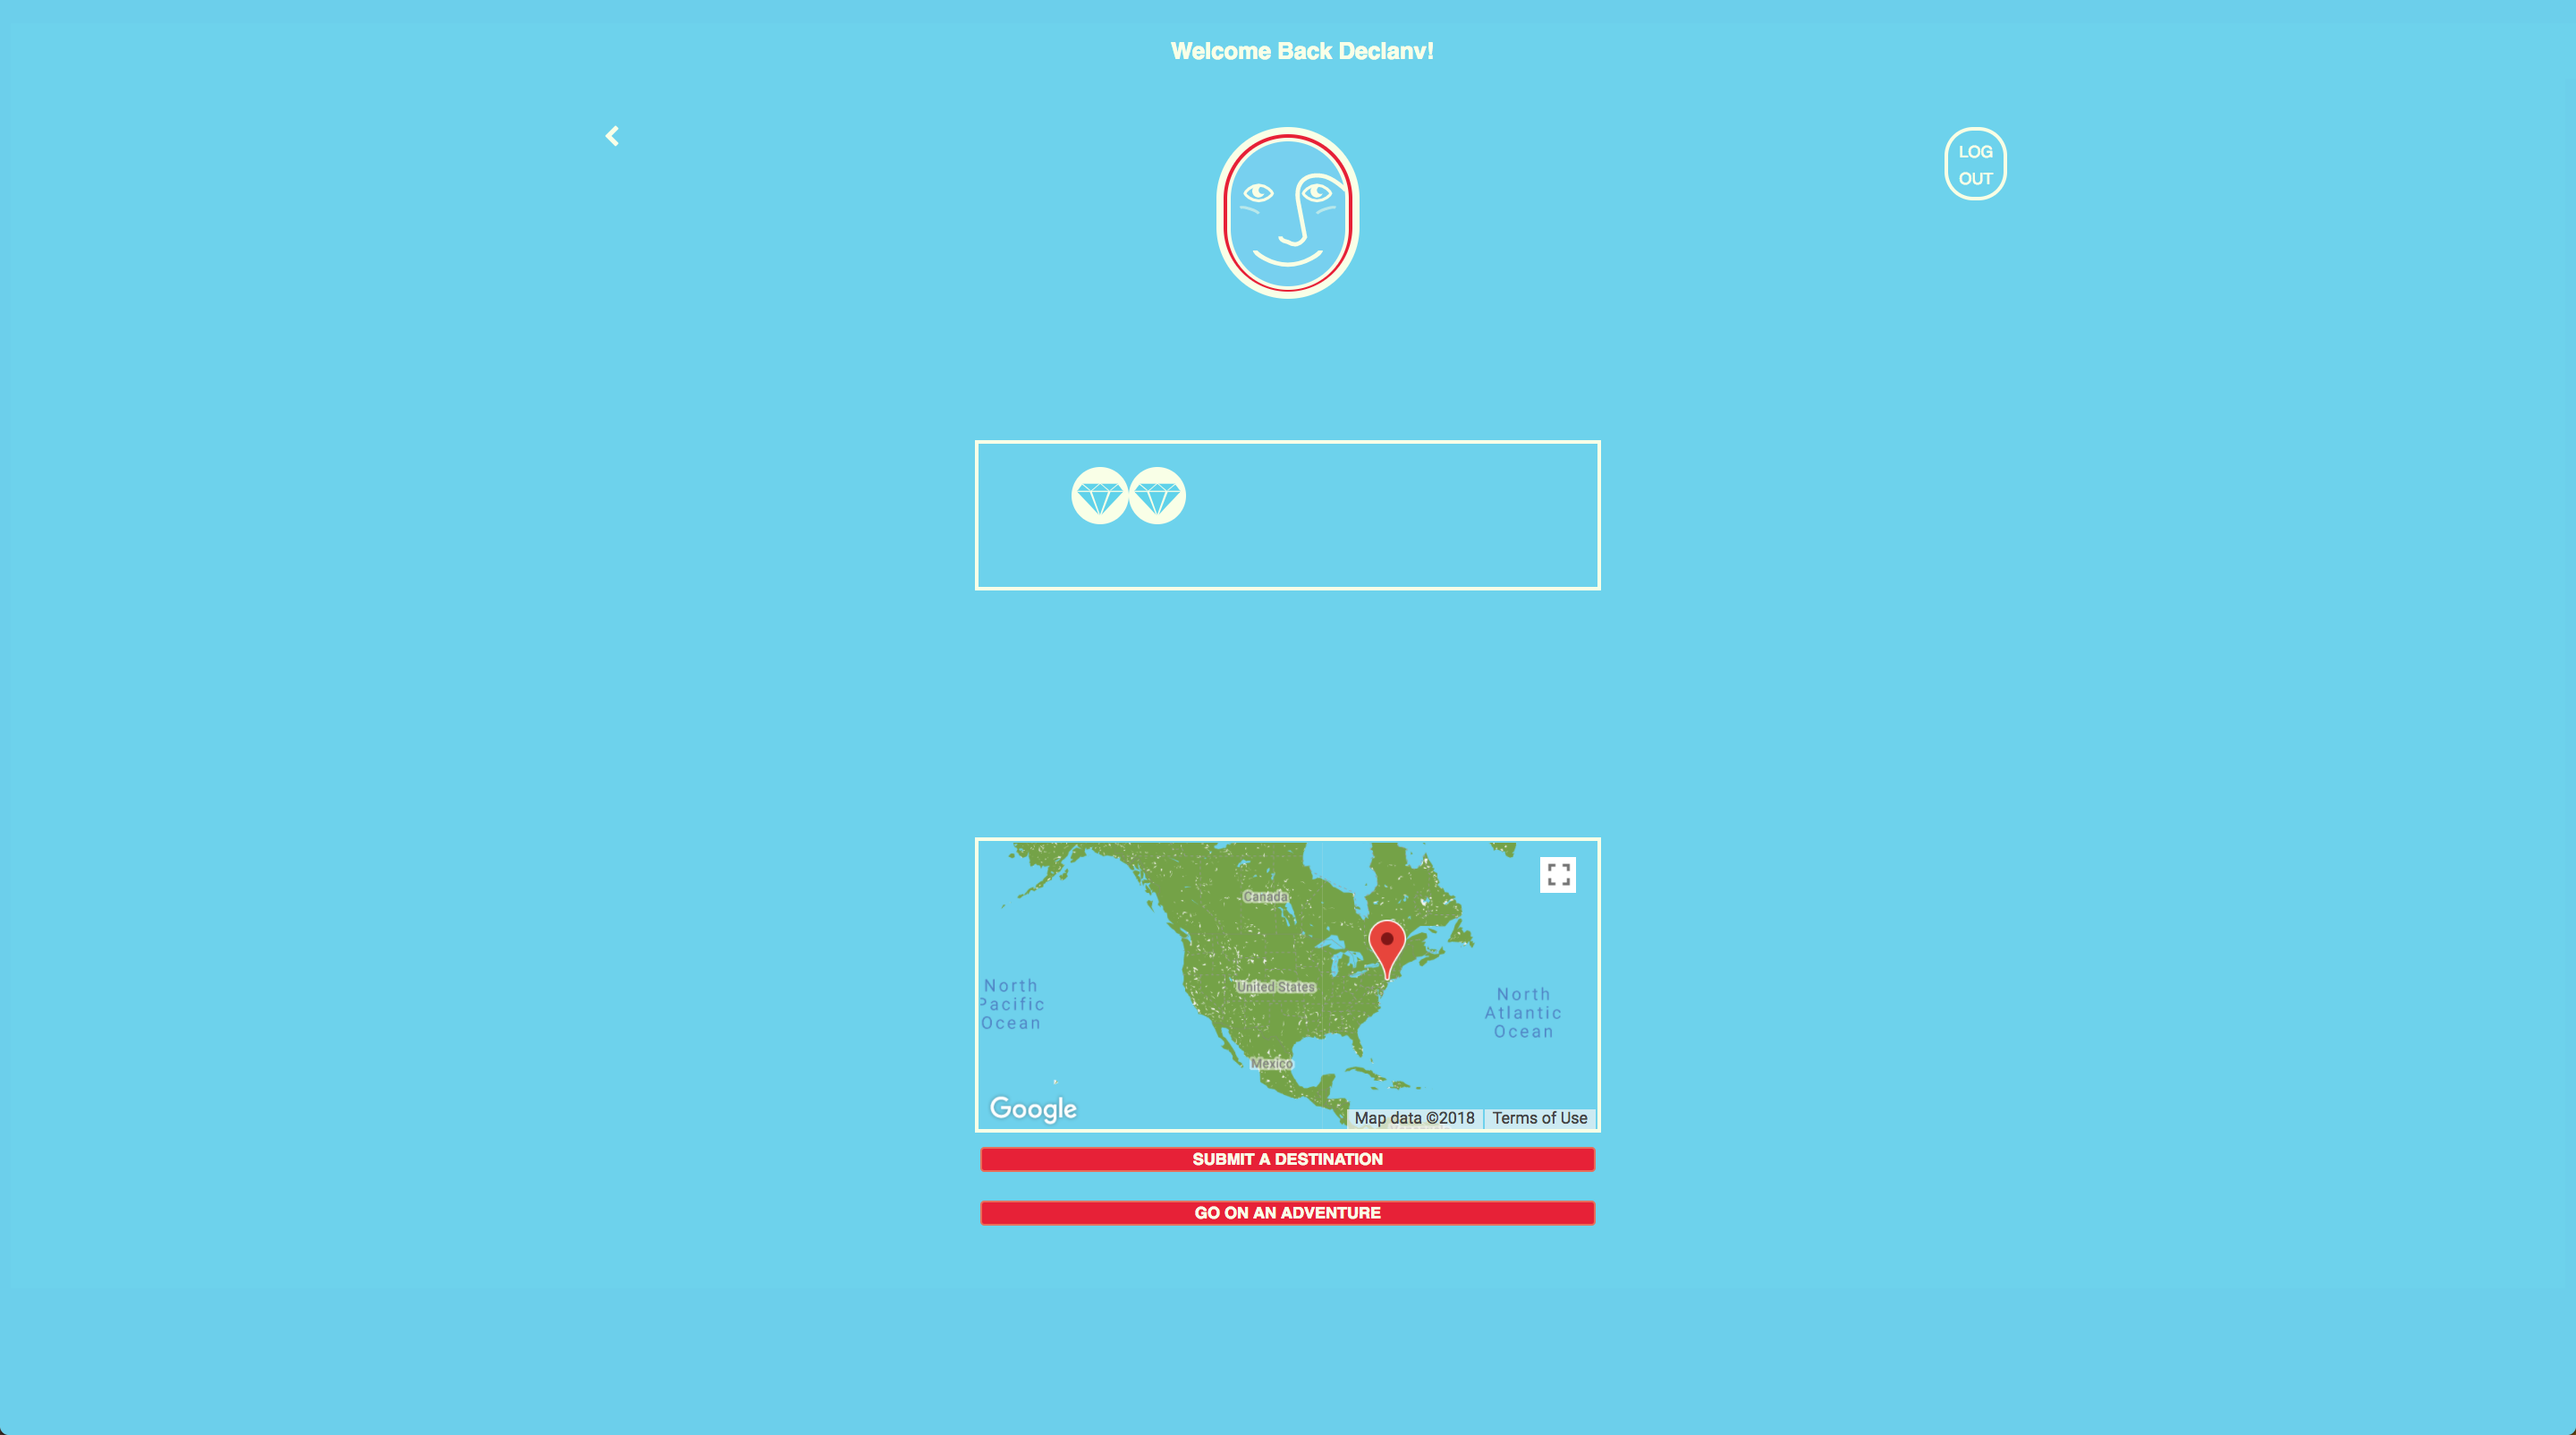 Welcome Back Declanv!
LOG
OUT
Canada
United States
Mexico
North
Pacific
Ocean
North
Atlantic
Ocean
Google
Map data ©2018
Terms of Use
SUBMIT A DESTINATION
GO ON AN ADVENTURE